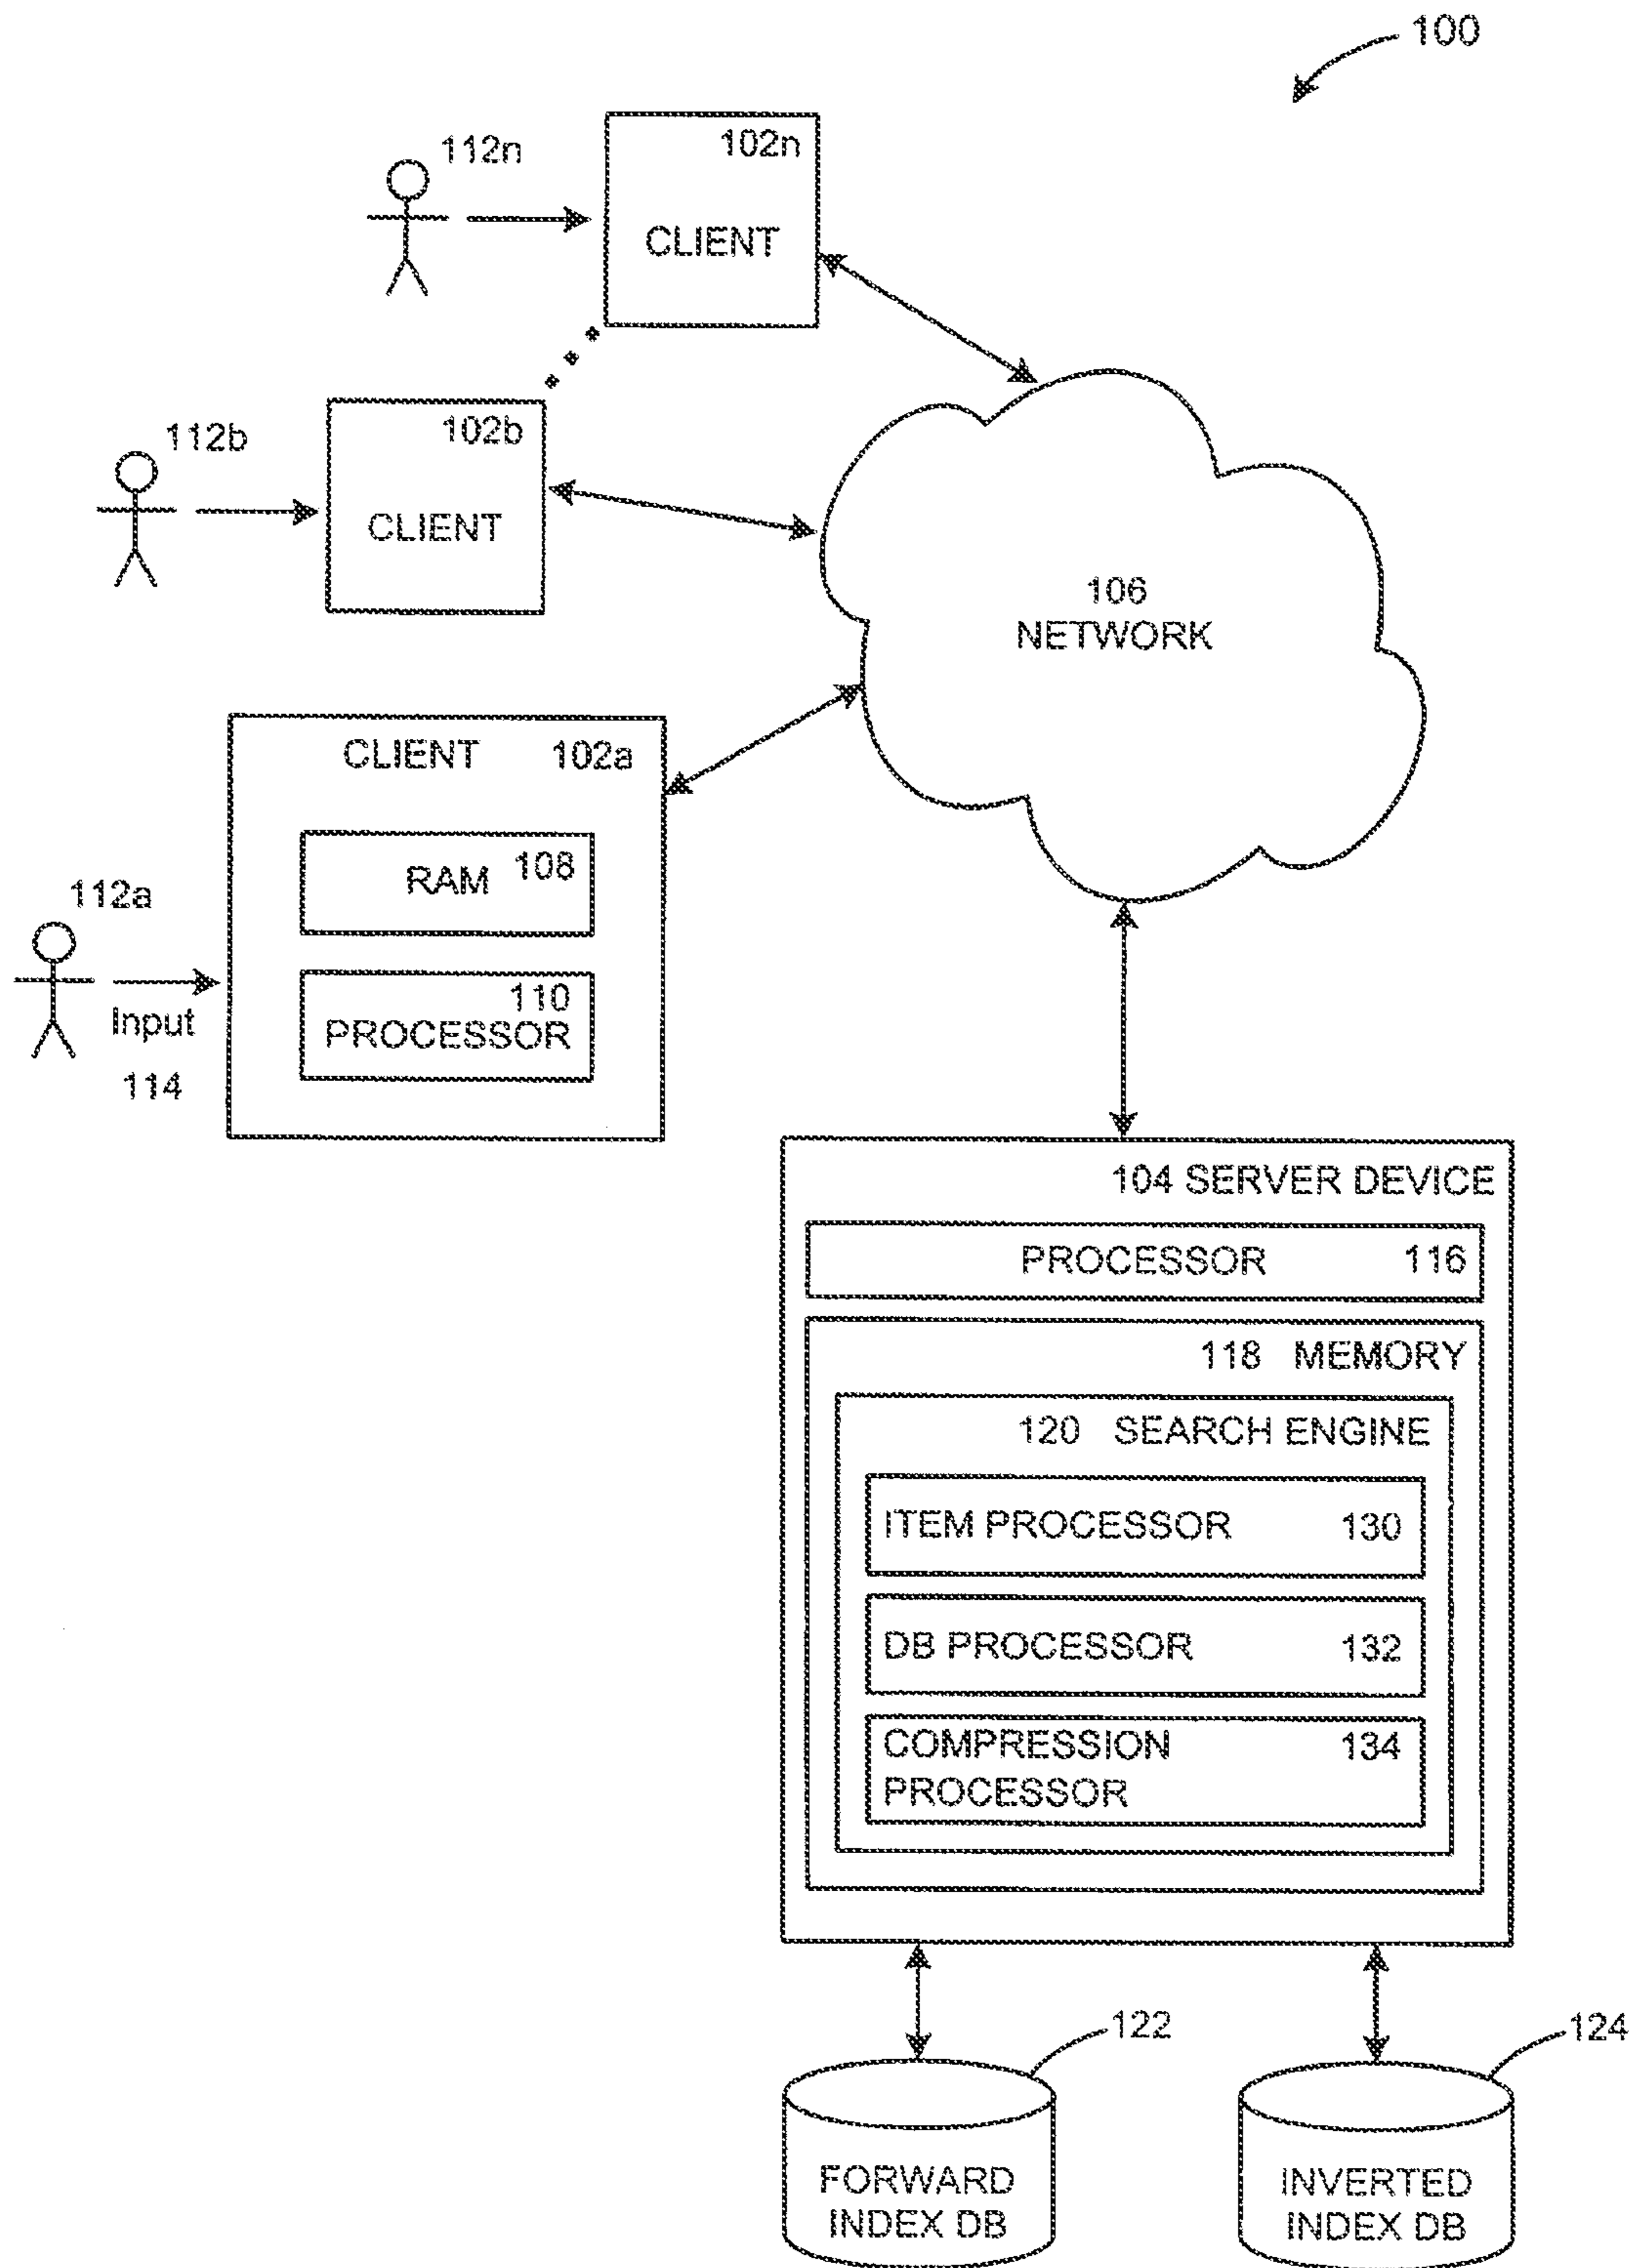 100
112n
102n
CLIENT
112b
102b
CLIENT
106
NETWORK
CLIENT 102a
RAM 108
112a
110
PROCESSOR
Input
114
104 SERVER DEVICE
PROCESSOR 116
118 MEMORY
120 SEARCH ENGINE
ITEM PROCESSOR 130
DB PROCESSOR 132
COMPRESSION 134
PROCESSOR
122
124
FORWARD
INDEX DB
INVERTED
INDEX DB